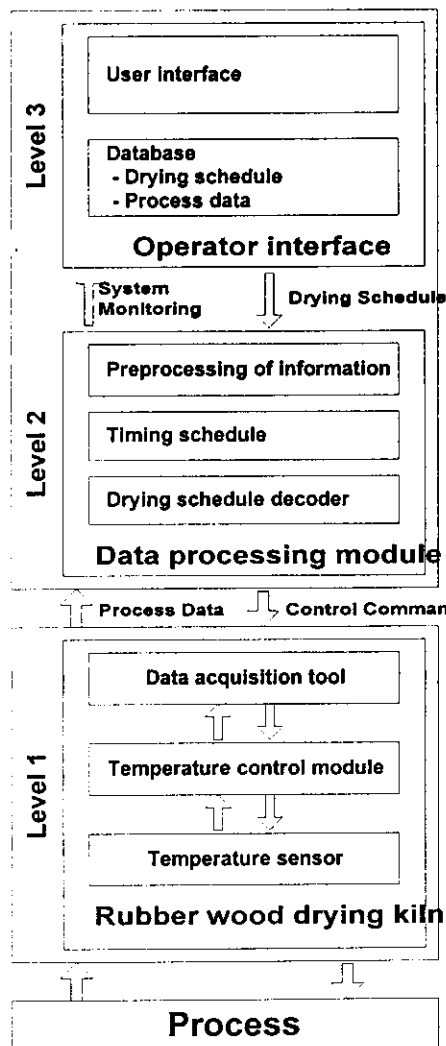 Level 3
User interface
Database
- Drying schedule
- Process data
Operator interface
System
Monitoring
Drying Schedule
Level 2
Preprocessing of information
Timing schedule
Drying schedule decoder
Data processing module
Process Data
Control Comman
Level 1
Data acquisition tool
Temperature control module
Temperature sensor
Rubber wood drying kiln
Process